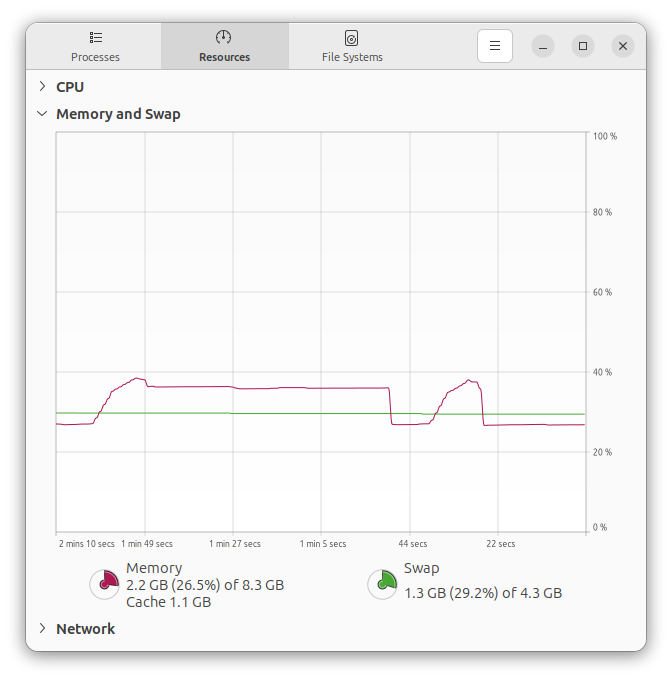 Processes
Resources
File Systems
CPU
Memory and Swap
100 %
80 %
60 %
40 %
20 %
0 %
2 mins 10 secs 1 min 49 secs 1 min 27 secs 1 min 5 secs 44 secs 22 secs
Memory
2.2 GB (26.5%) of 8.3 GB
Cache 1.1 GB
Swap
1.3 GB (29.2%) of 4.3 GB
Network